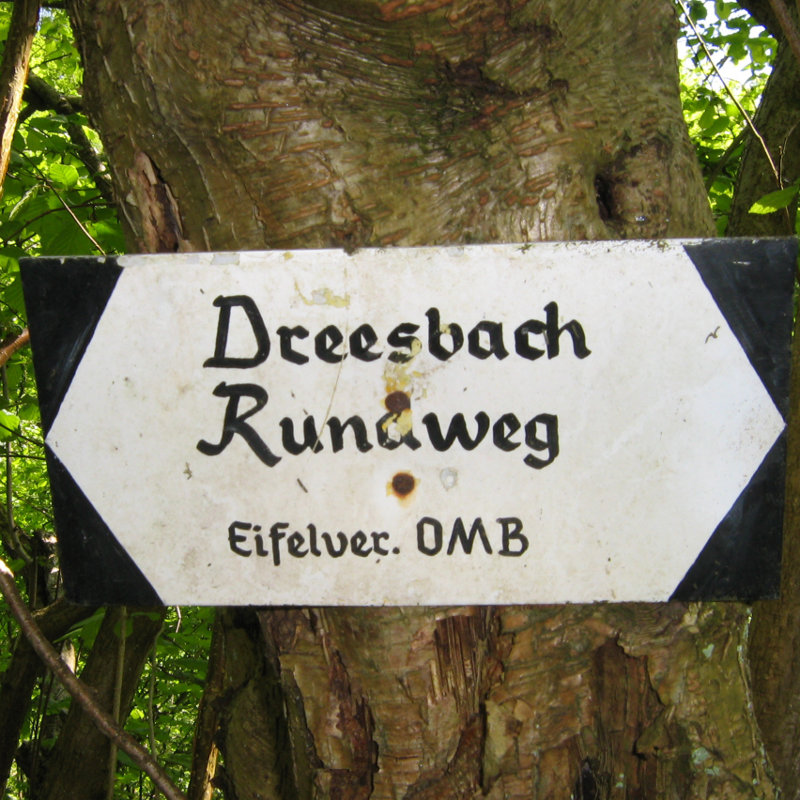 Dreesbach
Rundweg
Eifelver. OMB